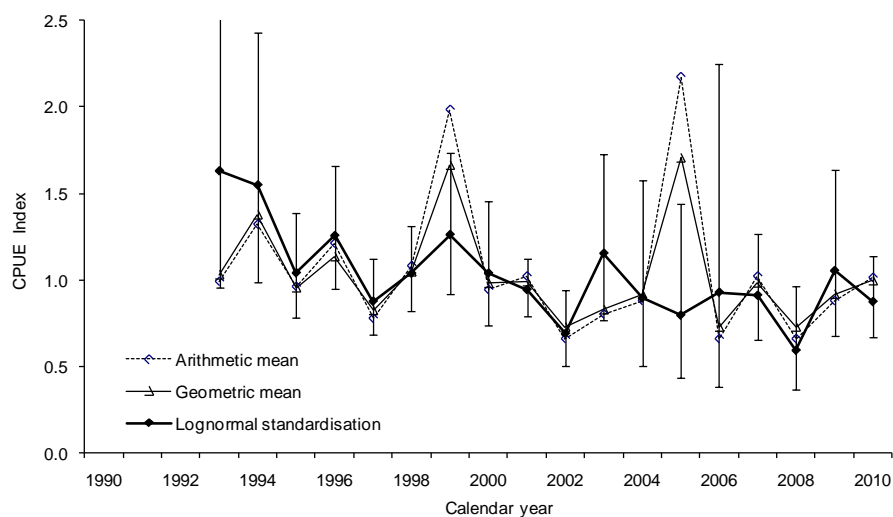 2.5
2.0
1.5
1.0
0.5
0.0
CPUE Index
Arithmetic mean
Geometric mean
Lognormal standardisation
1990 1992 1994 1996 1998 2000 2002 2004 2006 2008 2010
Calendar year